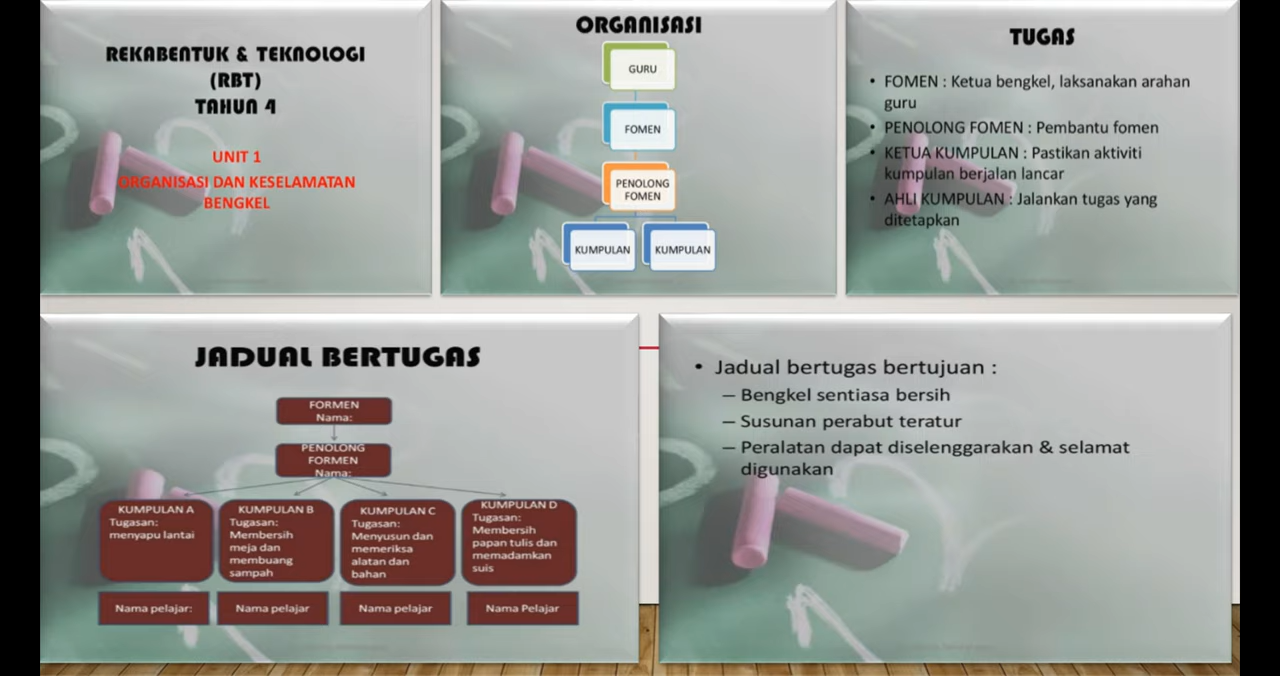 REKABENTUK & TEKNOLOGI
(RBT)
TAHUN 4
UNIT 1
ORGANISASI DAN KESELAMATAN
BENGKEL
ORGANISASI
GURU
FOMEN
PENOLONG
FOMEN
KUMPULAN
KUMPULAN
TUGAS
• FOMEN : Ketua bengkel, laksanakan arahan
guru
• PENOLONG FOMEN : Pembantu fomen
• KETUA KUMPULAN : Pastikan aktiviti
kumpulan berjalan lancar
• AHLI KUMPULAN : Jalankan tugas yang
ditetapkan
JADUAL BERTUGAS
FORMEN
Nama:
PENOLONG
FORMEN
Nama:
KUMPULAN A
Tugasan:
menyapu lantai
KUMPULAN B
Tugasan:
Membersih
meja dan
membuang
sampah
KUMPULAN C
Tugasan:
Menyusun dan
memeriksa
alatan dan
bahan
KUMPULAN D
Tugasan:
Membersih
papan tulis dan
memadamkan
suis
Nama pelajar:
Nama pelajar
Nama pelajar
Nama Pelajar
• Jadual bertugas bertujuan :
– Bengkel sentiasa bersih
– Susunan perabut teratur
– Peralatan dapat diselenggarakan & selamat
digunakan